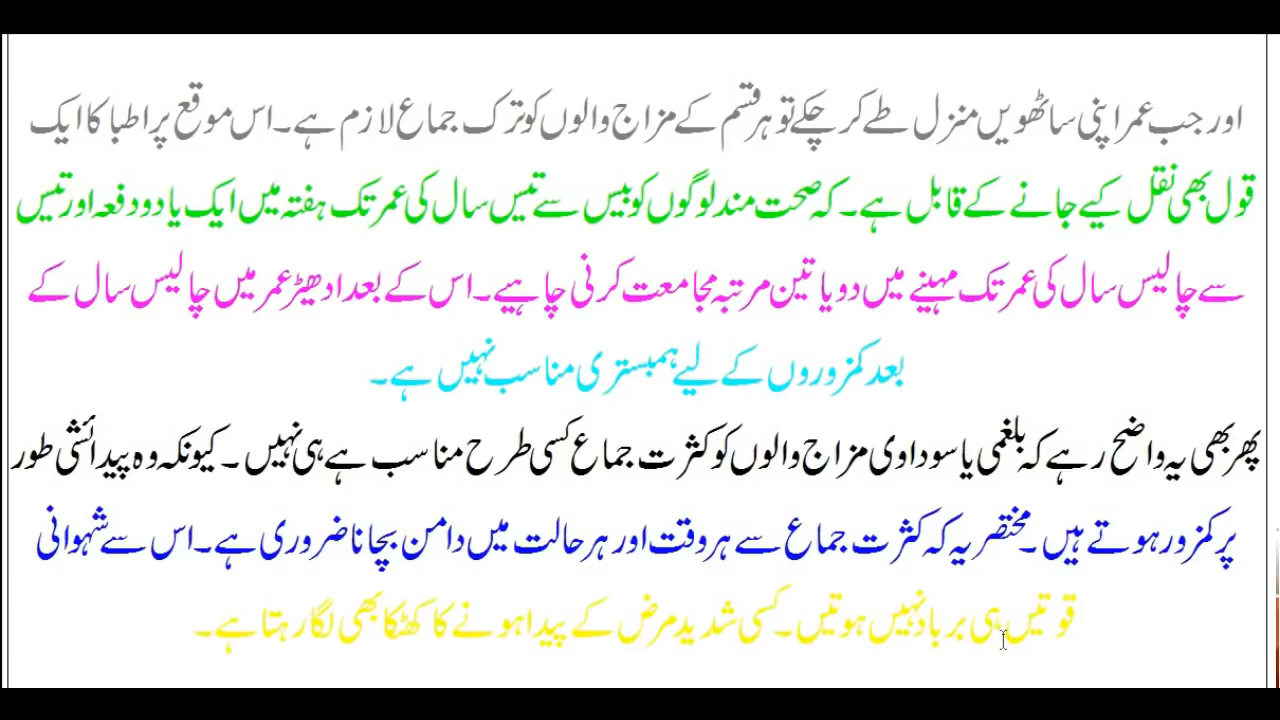 اور جب عمر اپنی ساٹھویں منزل طے کر چکے تو ہر قسم کے مزاج والوں کو ترک جماع لازم ہے۔ اس موقع پر اطبا کا ایک
قول بھی نقل کیے جانے کے قابل ہے۔ کہ صحت مند لوگوں کو بیس سے تیس سال کی عمر تک ہفتہ میں ایک یا دو دفعہ اور تیس
سے چالیس سال کی عمر تک مہینے میں دو یا تین مرتبہ مجامعت کرنی چاہیے۔ اس کے بعد ادھیڑ عمر میں چالیس سال کے
بعد کمزوروں کے لیے ہمبستری مناسب نہیں ہے۔
پھر بھی یہ واضح رہے کہ بلغمی یا سوداوی مزاج والوں کو کثرت جماع کسی طرح مناسب ہے ہی نہیں۔ کیونکہ وہ پیدائشی طور
پر کمزور ہوتے ہیں۔ مختصر یہ کہ کثرت جماع سے ہر وقت اور ہر حالت میں دامن بچانا ضروری ہے۔ اس سے شہوانی
قوتیں ہی برباد نہیں ہوتیں۔ کسی شدید مرض کے پیدا ہونے کا کھٹکا بھی لگا رہتا ہے۔